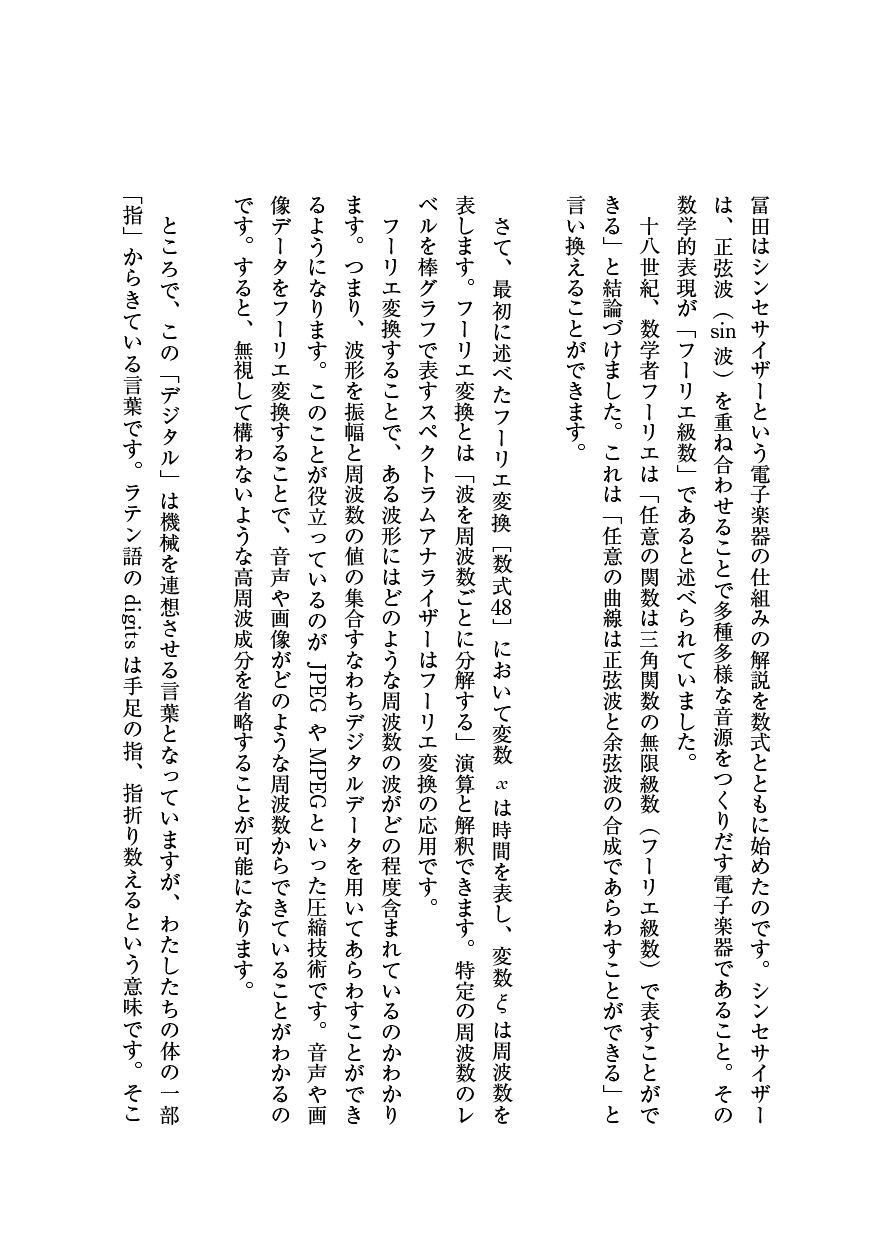 冨田はシンセサイザーという電子楽器の仕組みの解説を数式とともに始めたのです。シンセサイザー
は、正弦波（sin波）を重ね合わせることで多種多様な音源をつくりだす電子楽器であること。その
数学的表現が「フーリエ級数」であると述べられていました。
十八世紀、数学者フーリエは「任意の関数は三角関数の無限級数（フーリエ級数）で表すことがで
きる」と結論づけました。これは「任意の曲線は正弦波と余弦波の合成であらわすことができる」と
言い換えることができます。
さて、最初に述べたフーリエ変換［数式48］において変数 x は時間を表し、変数 ξ は周波数を
表します。フーリエ変換とは「波を周波数ごとに分解する」演算と解釈できます。特定の周波数のレ
ベルを棒グラフで表すスペクトラムアナライザーはフーリエ変換の応用です。
フーリエ変換することで、ある波形にはどのような周波数の波がどの程度含まれているのかわかり
ます。つまり、波形を振幅と周波数の値の集合すなわちデジタルデータを用いてあらわすことができ
るようになります。このことが役立っているのが JPEG や MPEG といった圧縮技術です。音声や画
像データをフーリエ変換することで、音声や画像がどのような周波数からできていることがわかるの
です。すると、無視して構わないような高周波成分を省略することが可能になります。
ところで、この「デジタル」は機械を連想させる言葉となっていますが、わたしたちの体の一部
「指」からきている言葉です。ラテン語の digits は手足の指、指折り数えるという意味です。そこ